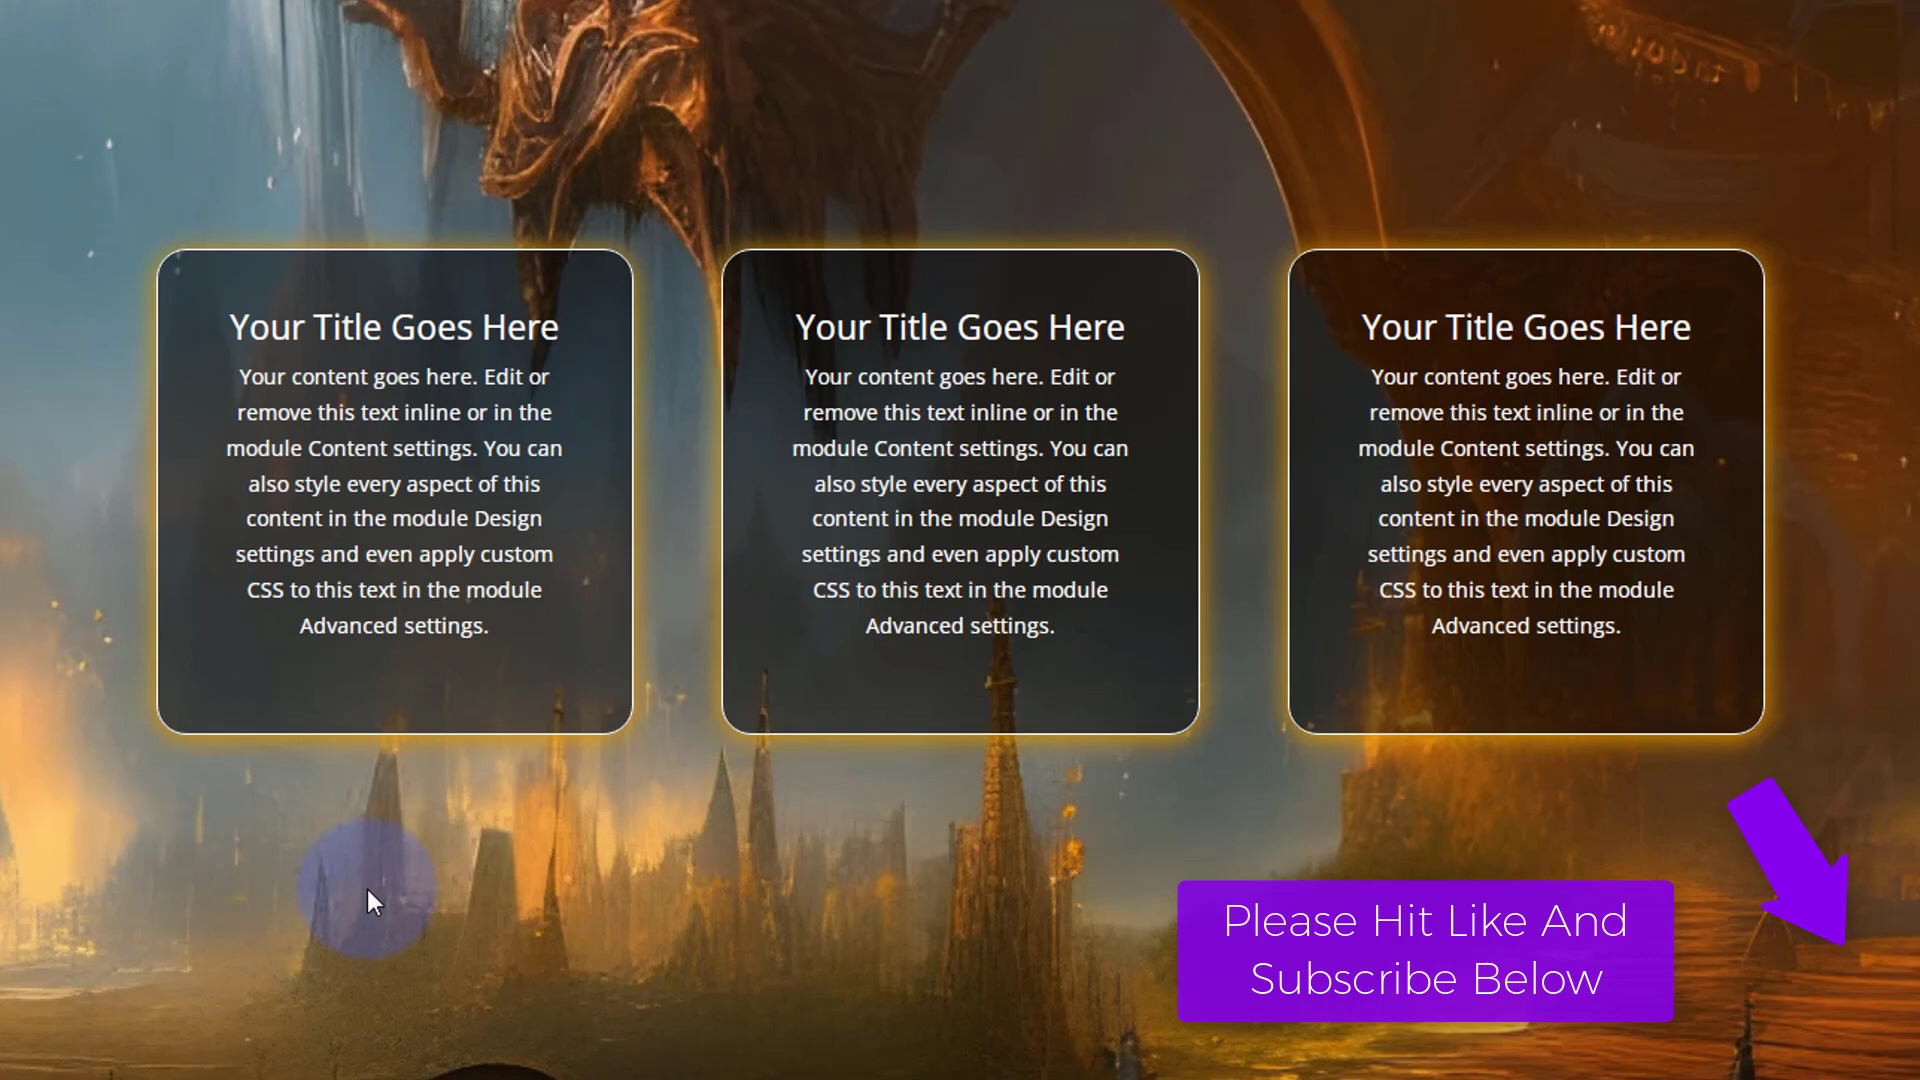 Your Title Goes Here
Your content goes here. Edit or
remove this text inline or in the
module Content settings. You can
also style every aspect of this
content in the module Design
settings and even apply custom
CSS to this text in the module
Advanced settings.
Your Title Goes Here
Your content goes here. Edit or
remove this text inline or in the
module Content settings. You can
also style every aspect of this
content in the module Design
settings and even apply custom
CSS to this text in the module
Advanced settings.
Your Title Goes Here
Your content goes here. Edit or
remove this text inline or in the
module Content settings. You can
also style every aspect of this
content in the module Design
settings and even apply custom
CSS to this text in the module
Advanced settings.
Please Hit Like And
Subscribe Below